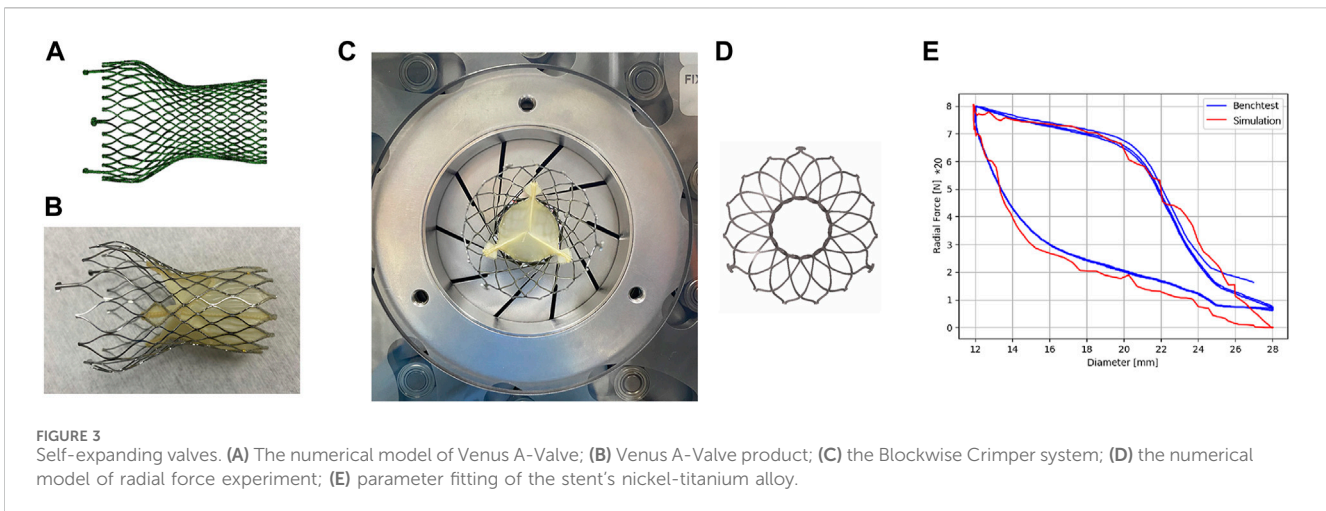 A
B
C
FIX
D
E
Benchtest
Simulation
Radial Force [N] *20
8
7
6
5
4
3
2
1
0
12 14 16 18 20 22 24 26 28
Diameter [mm]
FIGURE 3
Self-expanding valves. (A) The numerical model of Venus A-Valve; (B) Venus A-Valve product; (C) the Blockwise Crimper system; (D) the numerical
model of radial force experiment; (E) parameter fitting of the stent's nickel-titanium alloy.